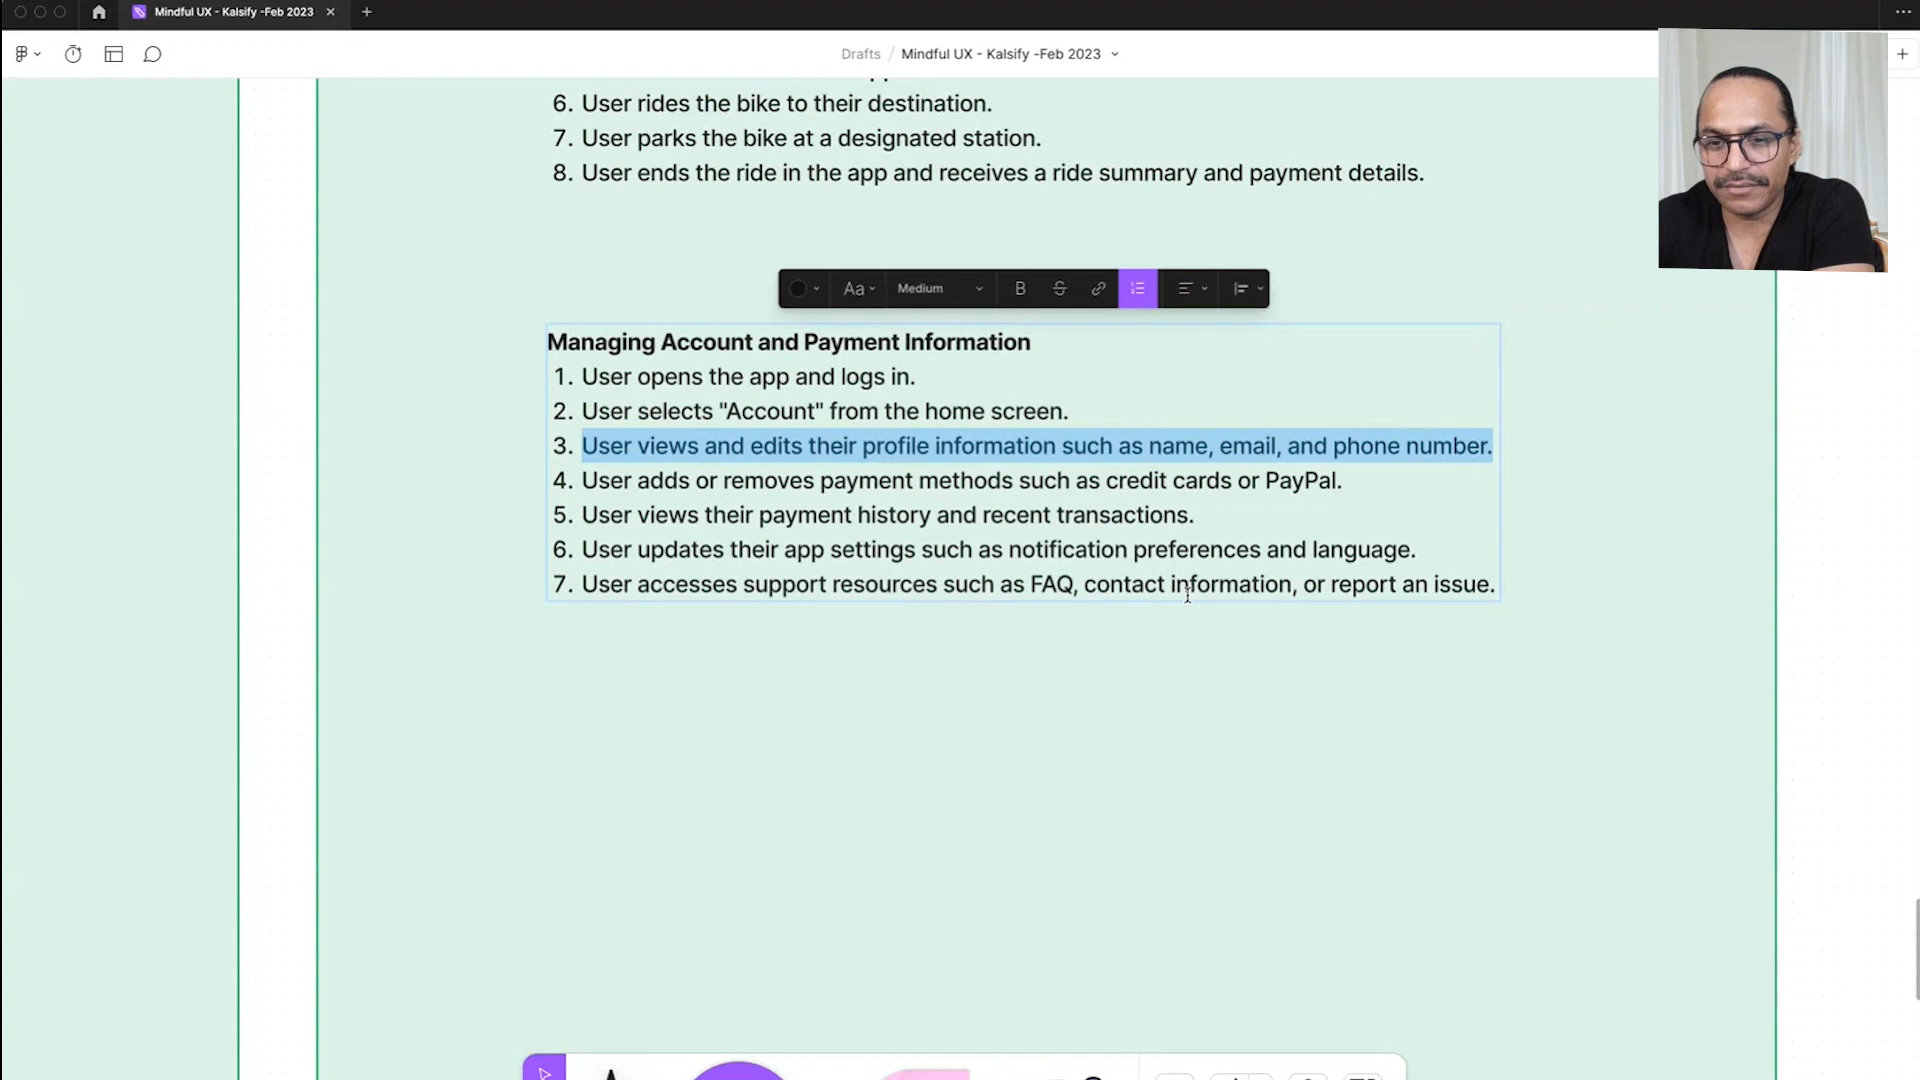 Mindful UX - Kalsify -Feb 2023
Drafts / Mindful UX - Kalsify -Feb 2023
6. User rides the bike to their destination.
7. User parks the bike at a designated station.
8. User ends the ride in the app and receives a ride summary and payment details.
Aa Medium B S
Managing Account and Payment Information
1. User opens the app and logs in.
2. User selects "Account" from the home screen.
3. User views and edits their profile information such as name, email, and phone number.
4. User adds or removes payment methods such as credit cards or PayPal.
5. User views their payment history and recent transactions.
6. User updates their app settings such as notification preferences and language.
7. User accesses support resources such as FAQ, contact information, or report an issue.